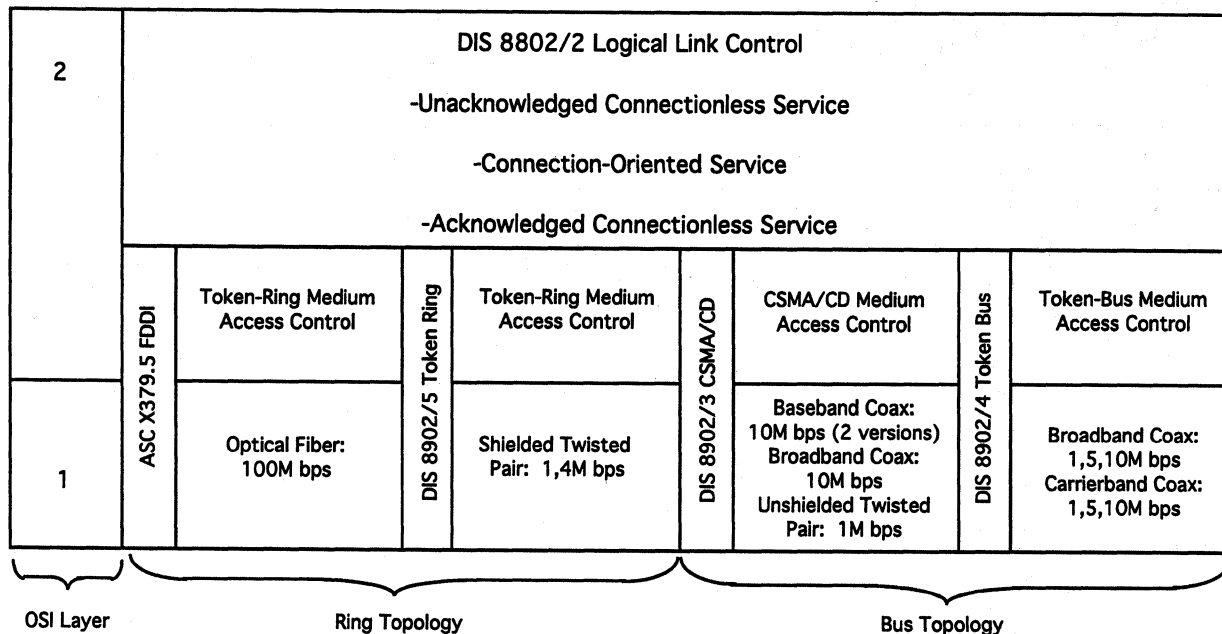 2
DIS 8802/2 Logical Link Control
-Unacknowledged Connectionless Service
-Connection-Oriented Service
-Acknowledged Connectionless Service
ASC X379.5 FDDI
Token-Ring Medium
Access Control
DIS 8902/5 Token Ring
Token-Ring Medium
Access Control
DIS 8902/3 CSMA/CD
CSMA/CD Medium
Access Control
DIS 8902/4 Token Bus
Token-Bus Medium
Access Control
1
Optical Fiber:
100M bps
Shielded Twisted
Pair: 1,4M bps
Baseband Coax:
10M bps (2 versions)
Broadband Coax:
10M bps
Unshielded Twisted
Pair: 1M bps
Broadband Coax:
1,5,10M bps
Carrierband Coax:
1,5,10M bps
OSI Layer
Ring Topology
Bus Topology